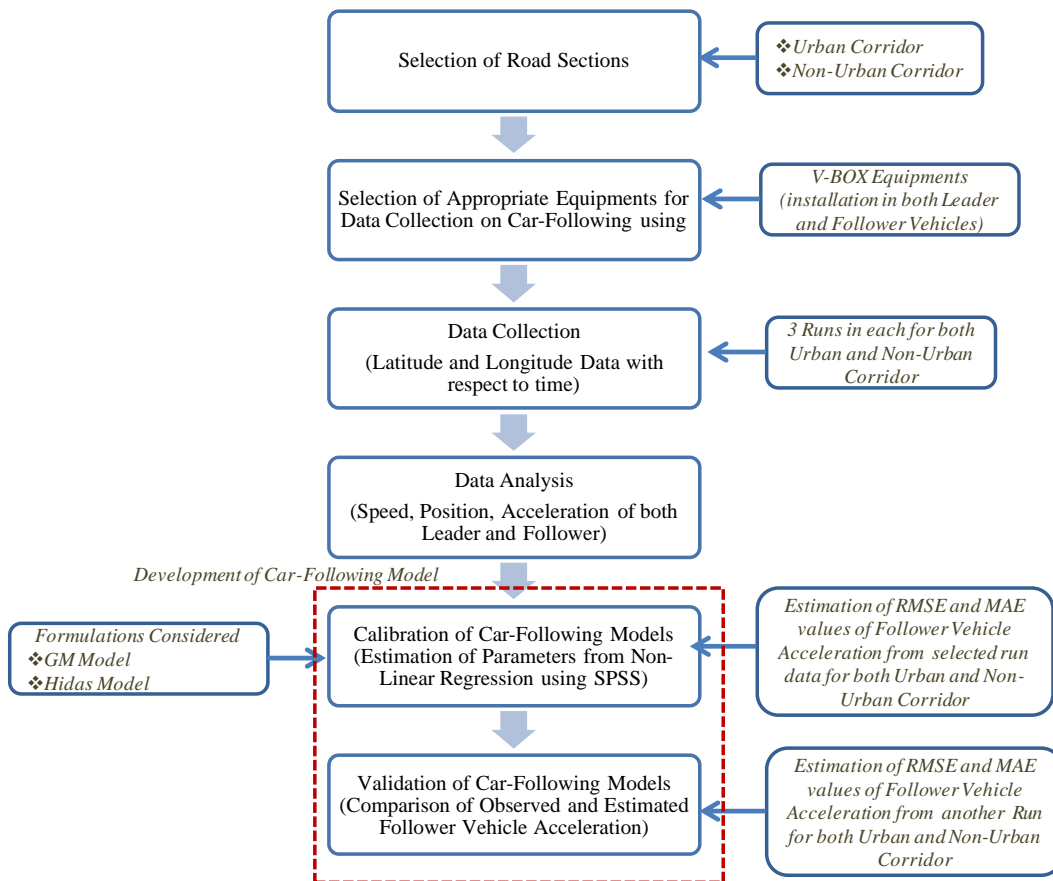 Selection of Road Sections
❖Urban Corridor
❖Non-Urban Corridor
Selection of Appropriate Equipments for
Data Collection on Car-Following using
V-BOX Equipments
(installation in both Leader
and Follower Vehicles)
Data Collection
(Latitude and Longitude Data with
respect to time)
3 Runs in each for both
Urban and Non-Urban
Corridor
Data Analysis
(Speed, Position, Acceleration of both
Leader and Follower)
Development of Car-Following Model
Formulations Considered
❖GM Model
❖Hidas Model
Calibration of Car-Following Models
(Estimation of Parameters from Non-
Linear Regression using SPSS)
Estimation of RMSE and MAE
values of Follower Vehicle
Acceleration from selected run
data for both Urban and Non-
Urban Corridor
Validation of Car-Following Models
(Comparison of Observed and Estimated
Follower Vehicle Acceleration)
Estimation of RMSE and MAE
values of Follower Vehicle
Acceleration from another Run
for both Urban and Non-Urban
Corridor